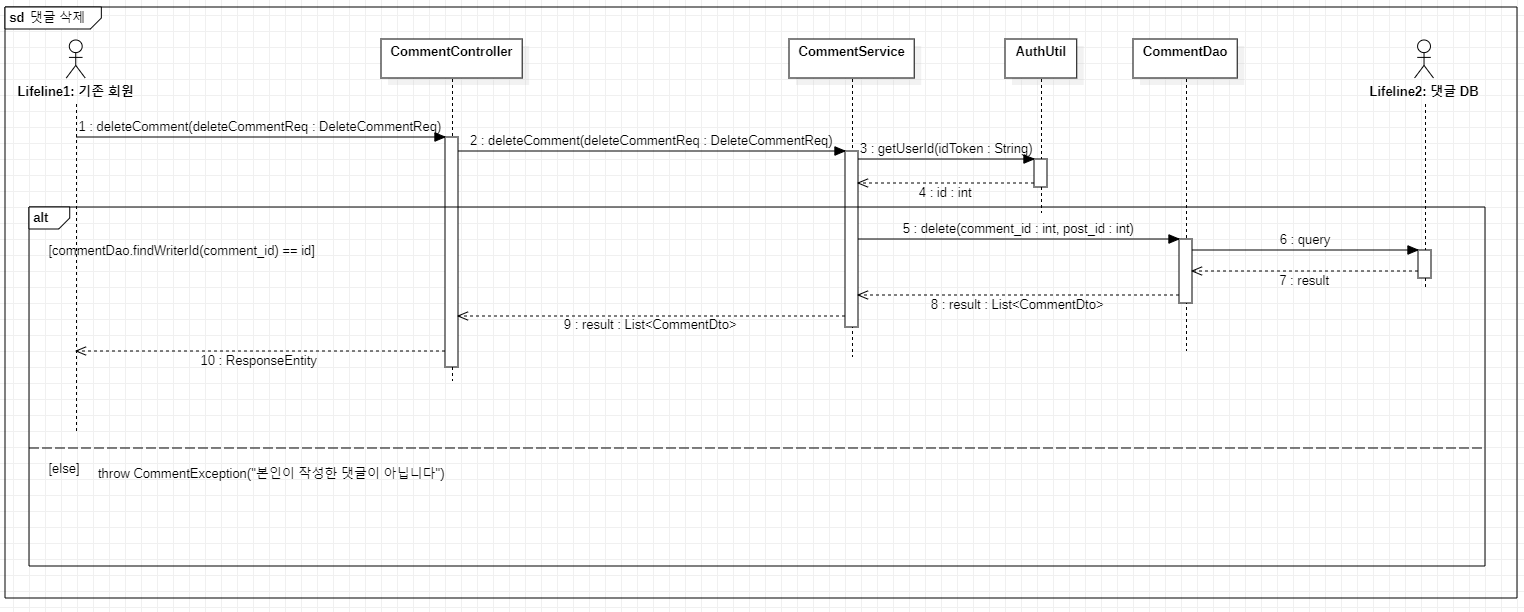 sd 댓글 삭제
CommentController
CommentService
AuthUtil
CommentDao
Lifeline1: 기존 회원
Lifeline2: 댓글 DB
1 : deleteComment(deleteCommentReq : DeleteCommentReq)
2 : deleteComment(deleteCommentReq : DeleteCommentReq)
3 : getUserId(idToken : String)
4 : id : int
alt
[commentDao.findWriterId(comment_id) == id]
5 : delete(comment_id : int, post_id : int)
6 : query
7 : result
8 : result : List<CommentDto>
9 : result : List<CommentDto>
10 : ResponseEntity
[else]
throw CommentException("본인이 작성한 댓글이 아닙니다")